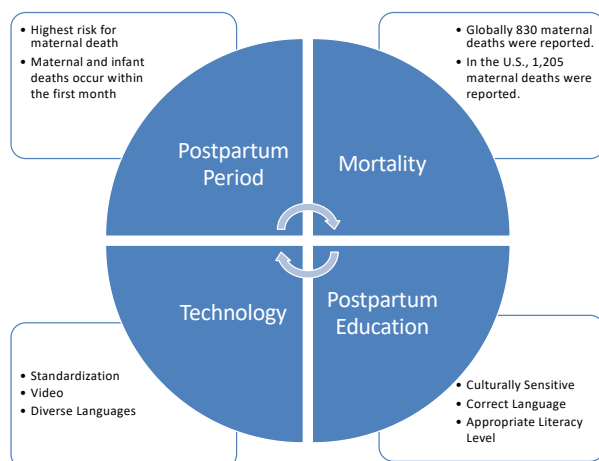 • Highest risk for
maternal death
• Maternal and infant
deaths occur within
the first month
• Globally 830 maternal
deaths were reported.
• In the U.S., 1,205
maternal deaths were
reported.
Postpartum
Period
Mortality
Technology
Postpartum
Education
• Standardization
• Video
• Diverse Languages
• Culturally Sensitive
• Correct Language
• Appropriate Literacy
Level